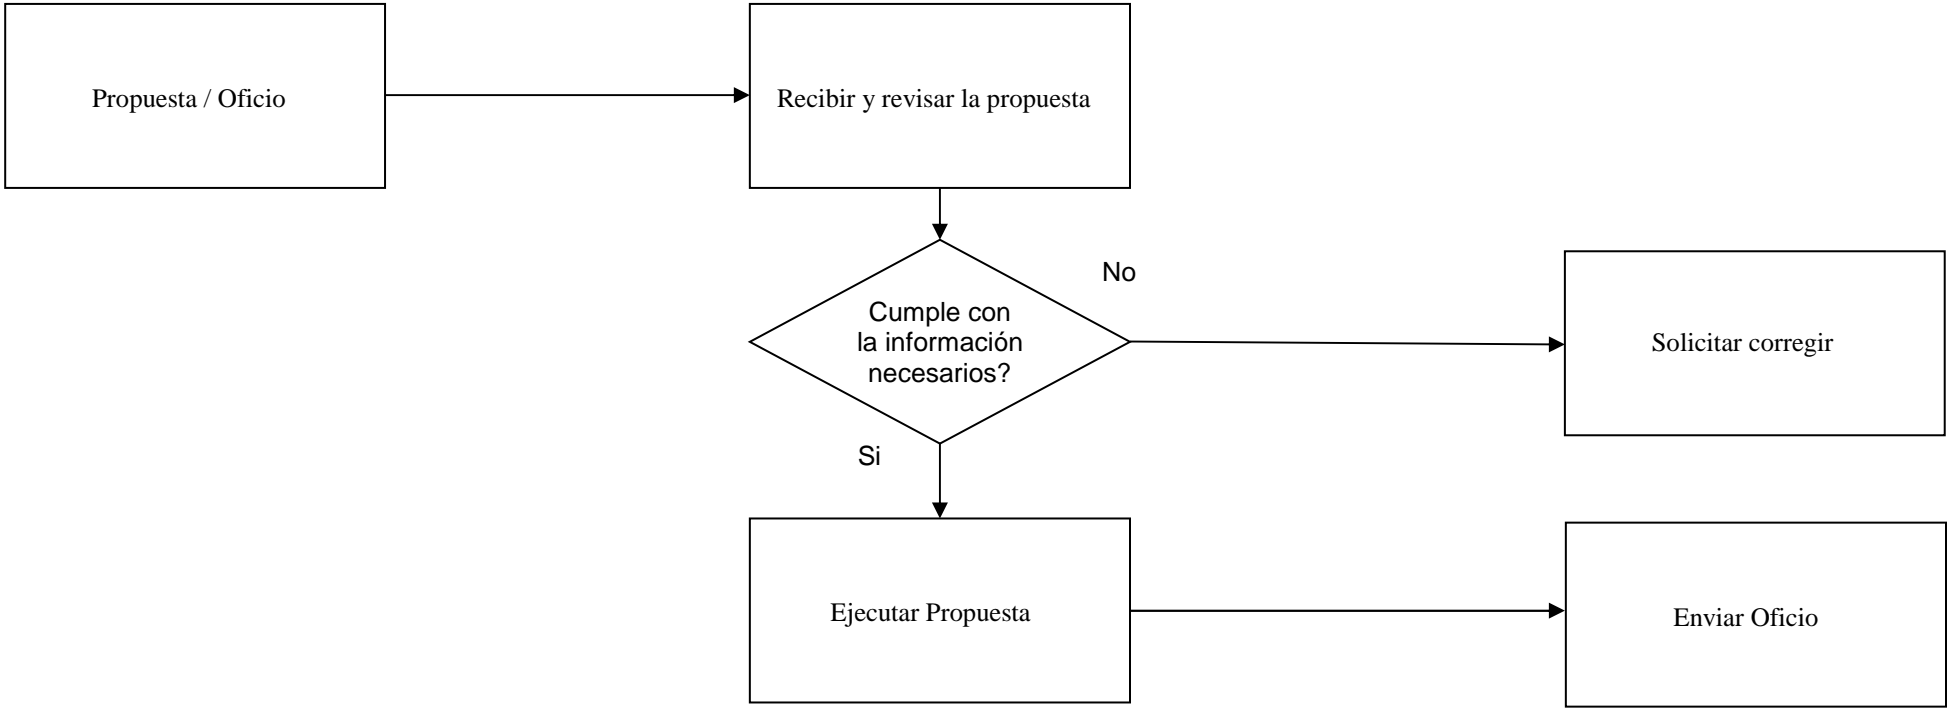 Propuesta / Oficio
Recibir y revisar la propuesta
No
Cumple con
la información
necesarios?
Solicitar corregir
Si
Ejecutar Propuesta
Enviar Oficio